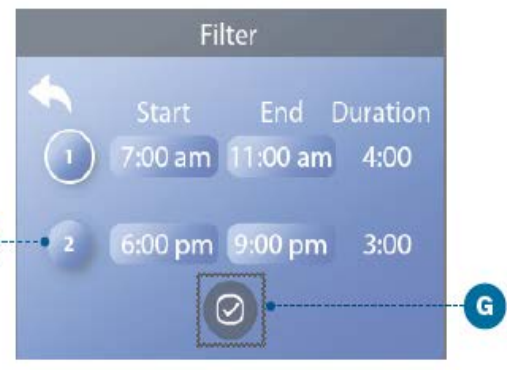 Filter
Start End Duration
1 7:00 am 11:00 am 4:00
2 6:00 pm 9:00 pm 3:00
G